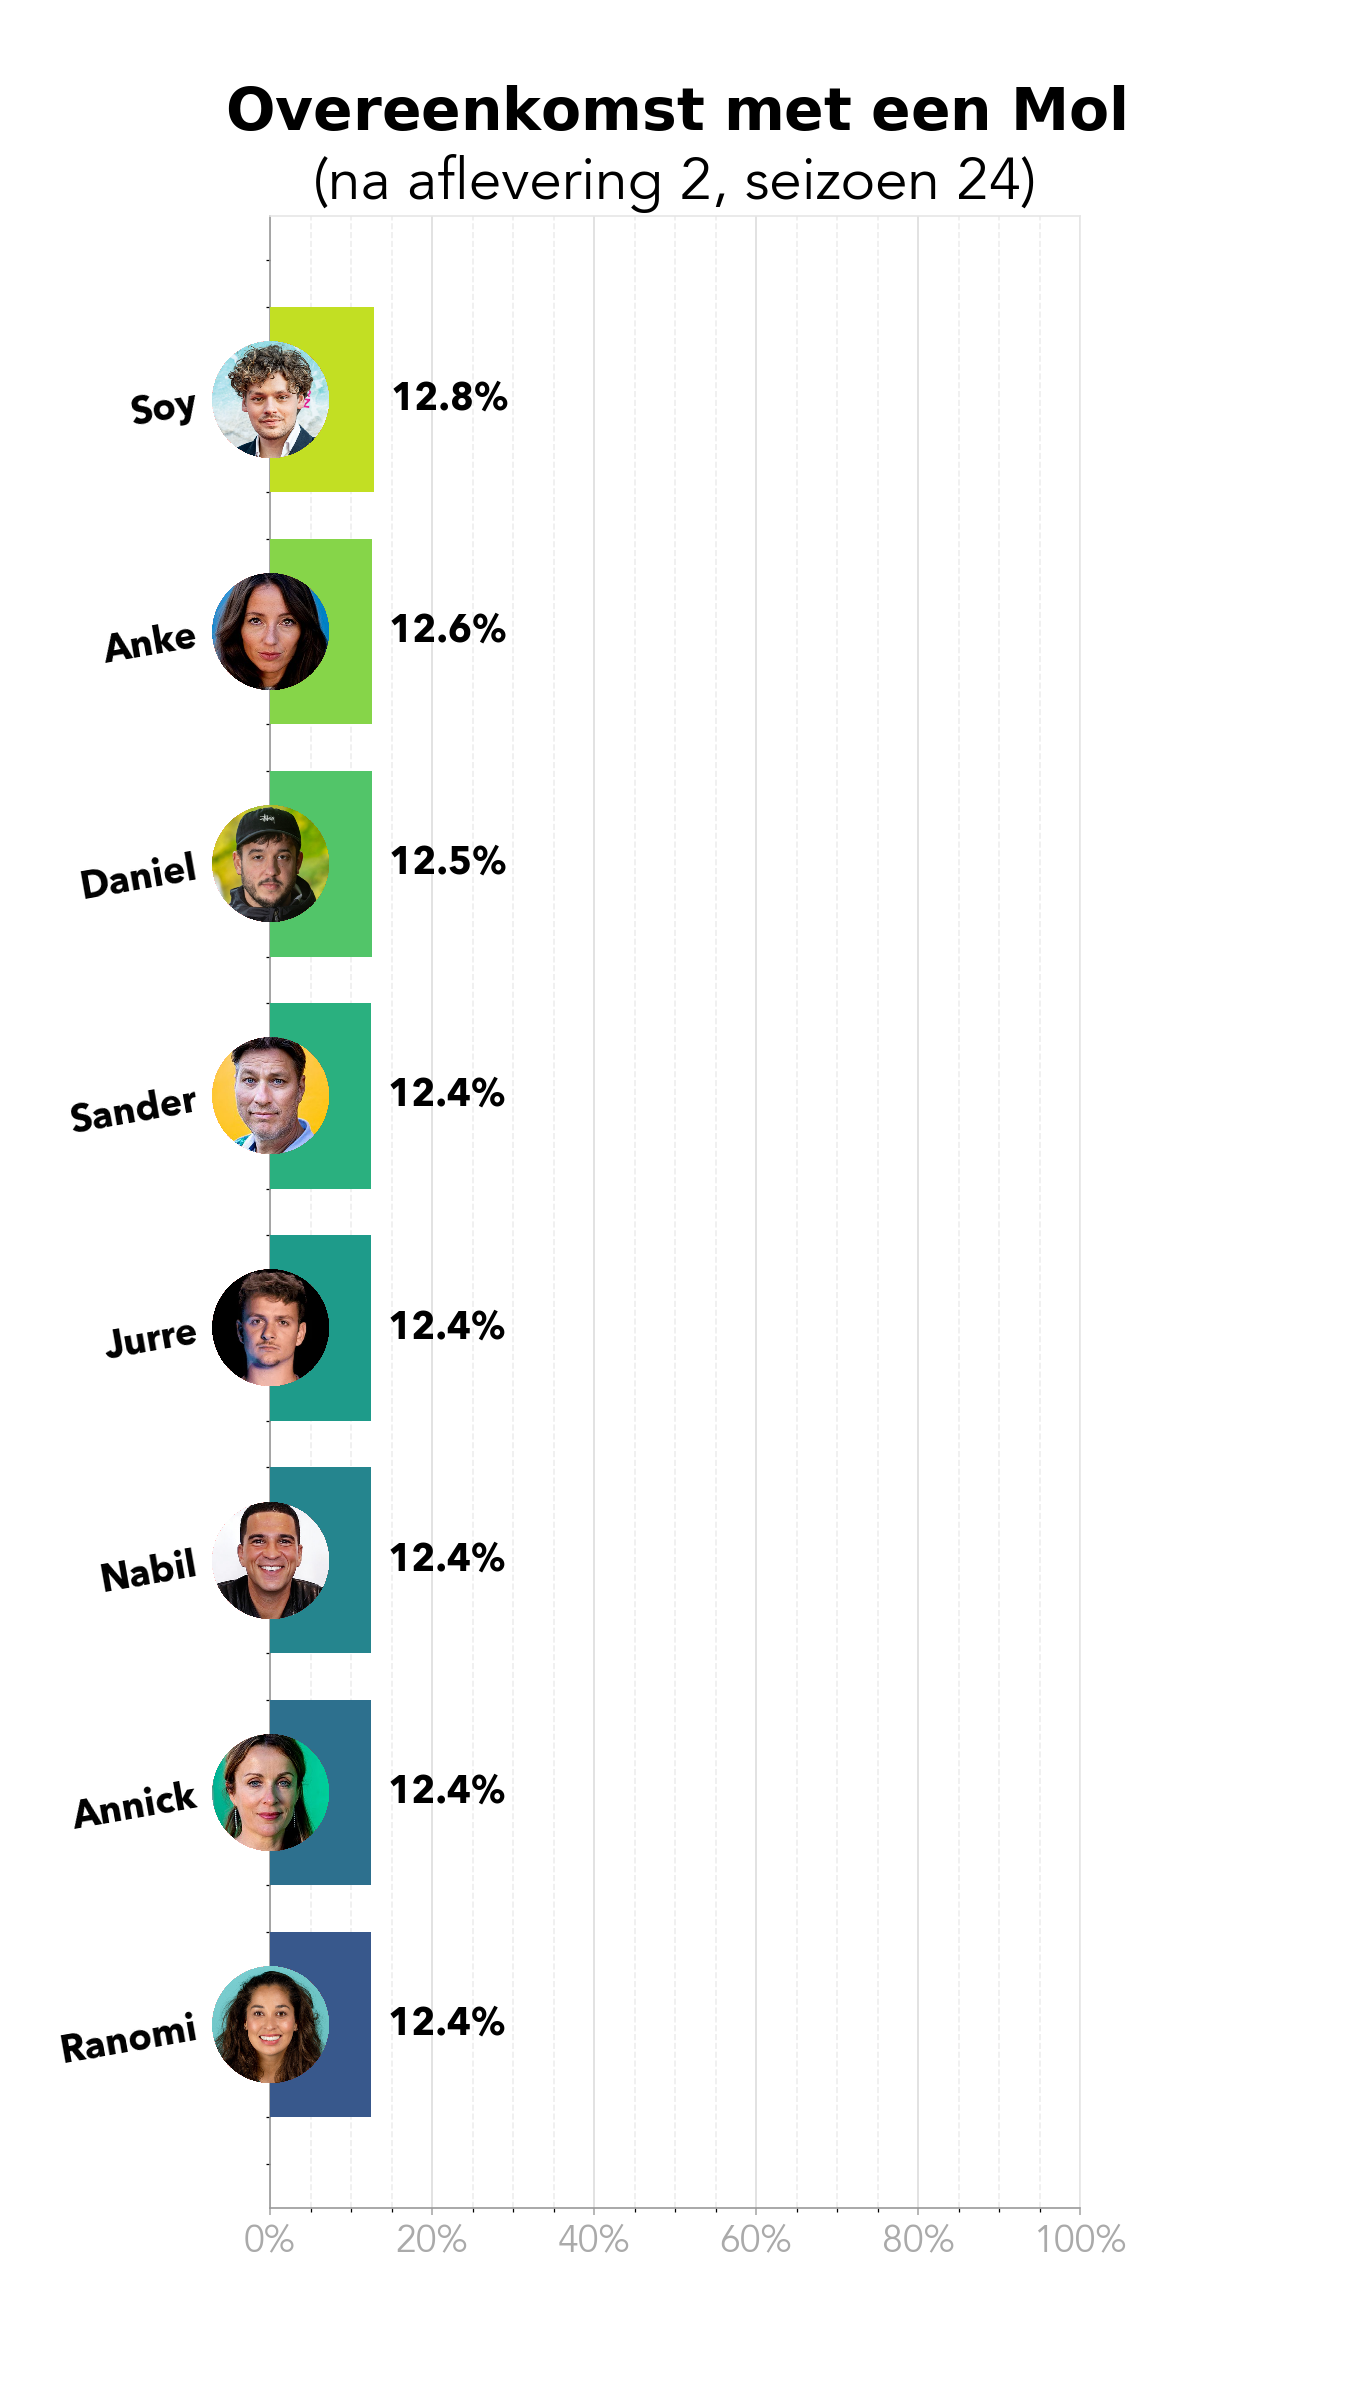 Overeenkomst met een Mol
(na aflevering 2, seizoen 24)
Soy 12.8%
Anke 12.6%
Daniel 12.5%
Sander 12.4%
Jurre 12.4%
Nabil 12.4%
Annick 12.4%
Ranomi 12.4%
0% 20% 40% 60% 80% 100%